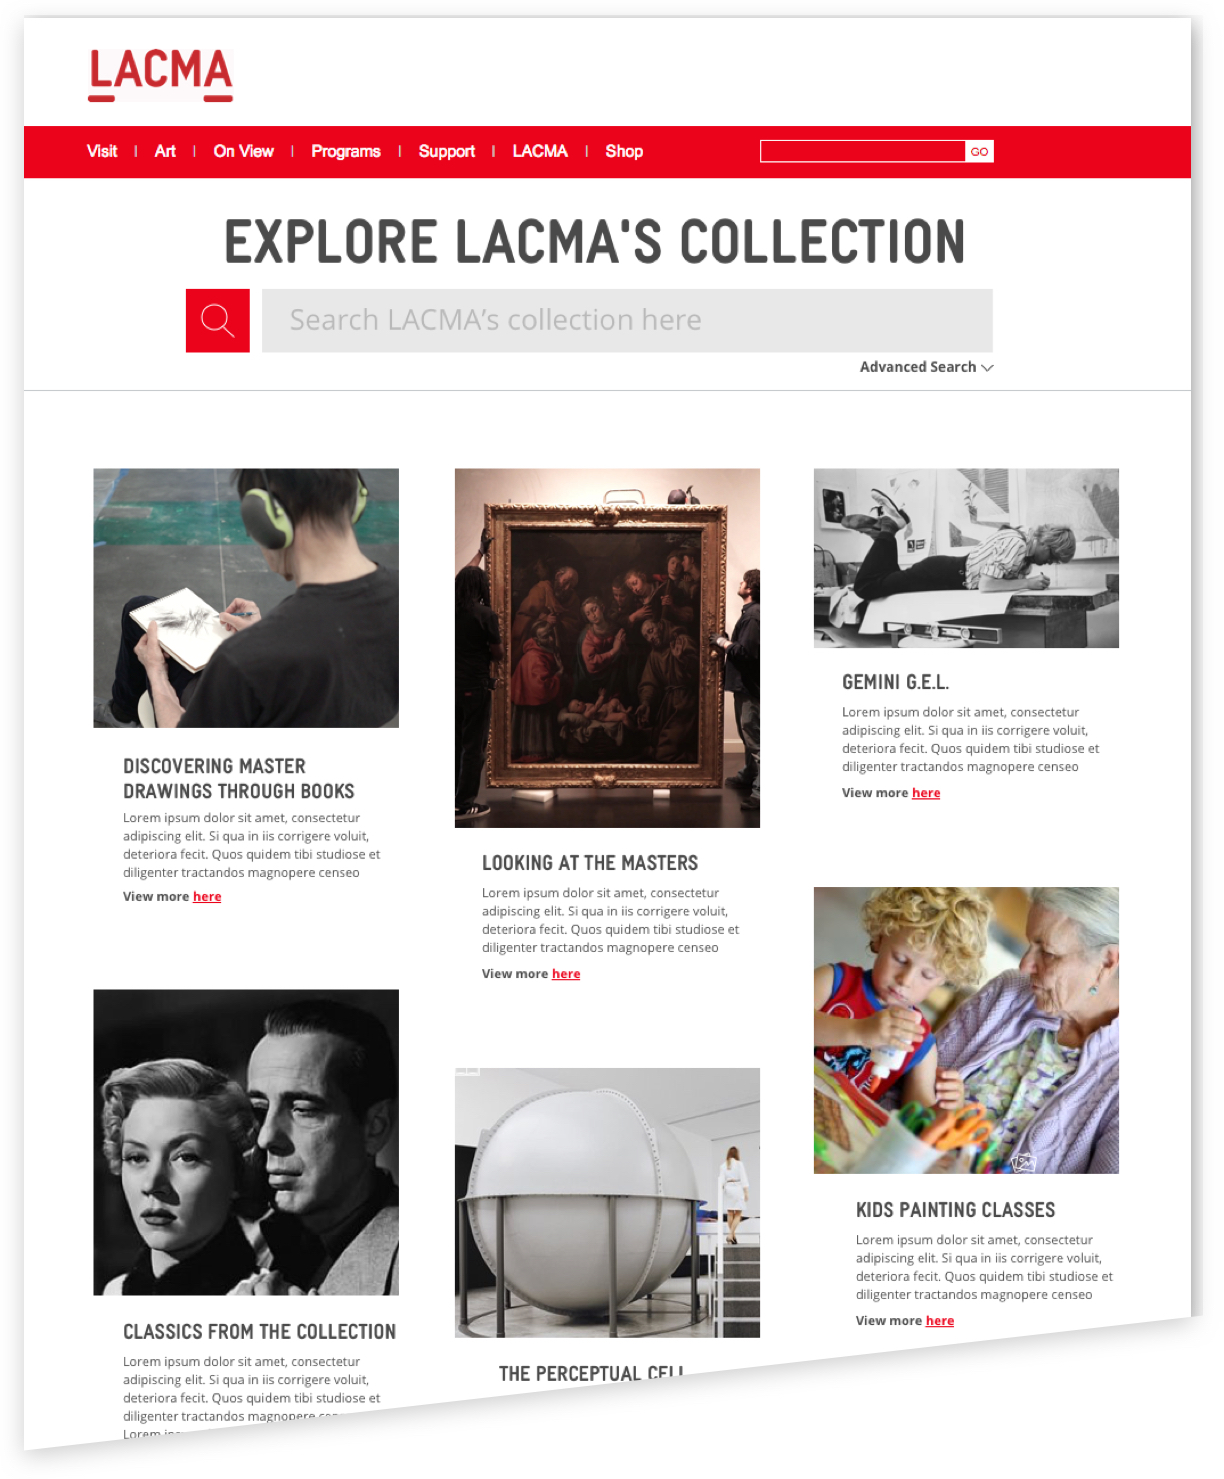 LACMA
Visit | Art | On View | Programs | Support | LACMA | Shop
GO
EXPLORE LACMA'S COLLECTION
Search LACMA's collection here
Advanced Search
DISCOVERING MASTER
DRAWINGS THROUGH BOOKS
Lorem ipsum dolor sit amet, consectetur
adipiscing elit. Si qua in iis corrigere voluit,
deteriora fecit. Quos quidem tibi studiose et
diligenter tractandos magnopere censeo
View more here
LOOKING AT THE MASTERS
Lorem ipsum dolor sit amet, consectetur
adipiscing elit. Si qua in iis corrigere voluit,
deteriora fecit. Quos quidem tibi studiose et
diligenter tractandos magnopere censeo
View more here
GEMINI G.E.L.
Lorem ipsum dolor sit amet, consectetur
adipiscing elit. Si qua in iis corrigere voluit,
deteriora fecit. Quos quidem tibi studiose et
diligenter tractandos magnopere censeo
View more here
CLASSICS FROM THE COLLECTION
Lorem ipsum dolor sit amet, consectetur
adipiscing elit. Si qua in iis corrigere voluit,
deteriora fecit. Quos quidem tibi studiose et
diligenter tractandos magnopere
Lorem
THE PERCEPTUAL CELL
KIDS PAINTING CLASSES
Lorem ipsum dolor sit amet, consectetur
adipiscing elit. Si qua in iis corrigere voluit,
deteriora fecit. Quos quidem tibi studiose et
diligenter tractandos magnopere censeo
View more here